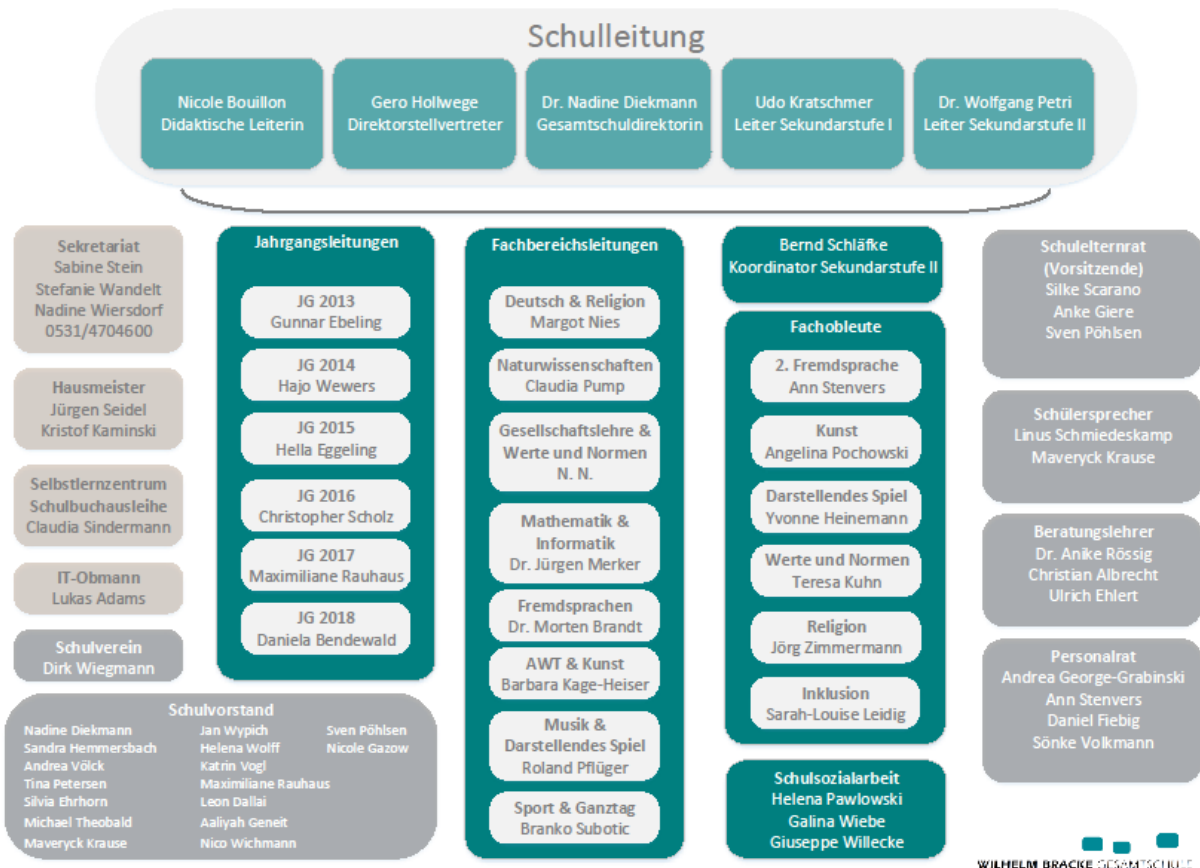 Schulleitung
Nicole Bouillon
Didaktische Leiterin
Gero Hollwege
Direktorstellvertreter
Dr. Nadine Diekmann
Gesamtschuldirektorin
Udo Kratschmer
Leiter Sekundarstufe I
Dr. Wolfgang Petri
Leiter Sekundarstufe II
Sekretariat
Sabine Stein
Stefanie Wandelt
Nadine Wiersdorf
0531/4704600
Hausmeister
Jürgen Seidel
Kristof Kaminski
Selbstlernzentrum
Schulbuchausleihe
Claudia Sindermann
IT-Obmann
Lukas Adams
Schulverein
Dirk Wiegmann
Jahrgangsleitungen
JG 2013
Gunnar Ebeling
JG 2014
Hajo Wewers
JG 2015
Hella Eggeling
JG 2016
Christopher Scholz
JG 2017
Maximiliane Rauhaus
JG 2018
Daniela Bendewald
Schulvorstand
Nadine Diekmann
Sandra Hemmersbach
Andrea Völck
Tina Petersen
Silvia Ehrhorn
Michael Theobald
Maveryck Krause
Jan Wypich
Helena Wolff
Katrin Vogl
Maximiliane Rauhaus
Leon Dallai
Aaliyah Geneit
Nico Wichmann
Sven Pöhlsen
Nicole Gazow
Fachbereichsleitungen
Deutsch & Religion
Margot Nies
Naturwissenschaften
Claudia Pump
Gesellschaftslehre &
Werte und Normen
N. N.
Mathematik &
Informatik
Dr. Jürgen Merker
Fremdsprachen
Dr. Morten Brandt
AWT & Kunst
Barbara Kage-Heiser
Musik &
Darstellendes Spiel
Roland Pflüger
Sport & Ganztag
Branko Subotic
Bernd Schläfke
Koordinator Sekundarstufe II
Fachobleute
2. Fremdsprache
Ann Stenvers
Kunst
Angelina Pochowski
Darstellendes Spiel
Yvonne Heinemann
Werte und Normen
Teresa Kuhn
Religion
Jörg Zimmermann
Inklusion
Sarah-Louise Leidig
Schulsozialarbeit
Helena Pawlowski
Galina Wiebe
Giuseppe Willecke
Schulelternrat
(Vorsitzende)
Silke Scarano
Anke Giere
Sven Pöhlsen
Schülersprecher
Linus Schmiedeskamp
Maveryck Krause
Beratungslehrer
Dr. Anike Rössig
Christian Albrecht
Ulrich Ehlert
Personalrat
Andrea George-Grabinski
Ann Stenvers
Daniel Fiebig
Sönke Volkmann
WILHELM BRACKE GESAMTSCHULE